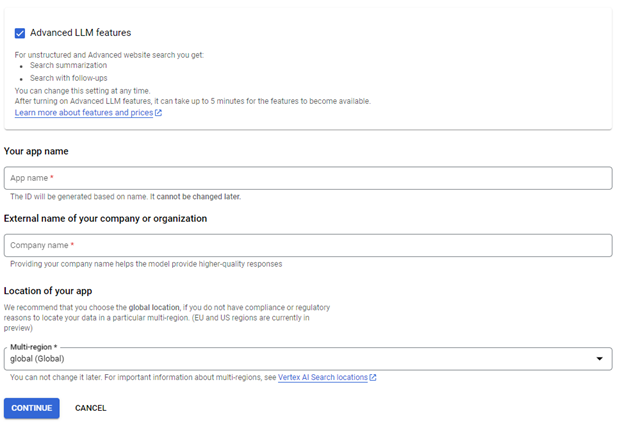 Advanced LLM features
For unstructured and Advanced website search you get:
Search summarization
Search with follow-ups
You can change this setting at any time.
After turning on Advanced LLM features, it can take up to 5 minutes for the features to become available.
Learn more about features and prices
Your app name
App name *
The ID will be generated based on name. It cannot be changed later.
External name of your company or organization
Company name *
Providing your company name helps the model provide higher-quality responses
Location of your app
We recommend that you choose the global location, if you do not have compliance or regulatory
reasons to locate your data in a particular multi-region. (EU and US regions are currently in
preview)
Multi-region *
global (Global)
You can not change it later. For important information about multi-regions, see Vertex AI Search locations
CONTINUE CANCEL